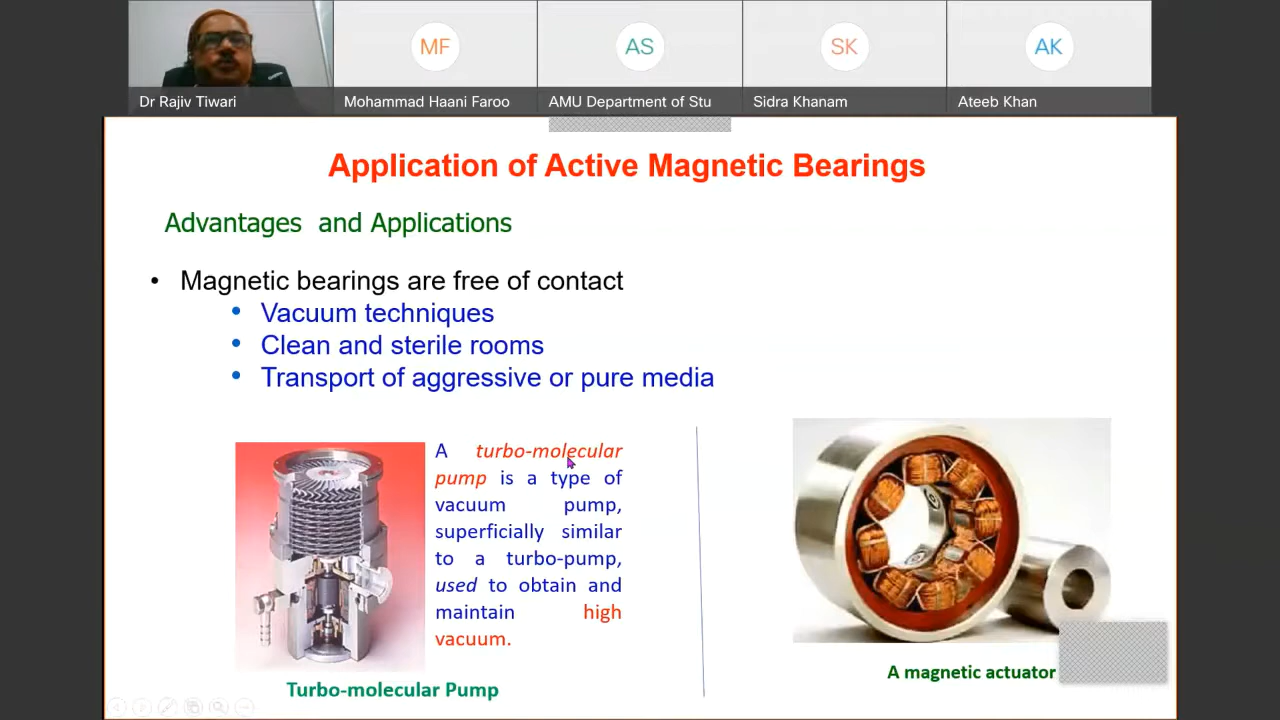 MF
AS
SK
AK
Dr Rajiv Tiwari
Mohammad Haani Faroo
AMU Department of Stu
Sidra Khanam
Ateeb Khan
Application of Active Magnetic Bearings
Advantages and Applications
• Magnetic bearings are free of contact
• Vacuum techniques
• Clean and sterile rooms
• Transport of aggressive or pure media
A turbo-molecular
pump is a type of
vacuum pump,
superficially similar
to a turbo-pump,
used to obtain and
maintain high
vacuum.
Turbo-molecular Pump
A magnetic actuator